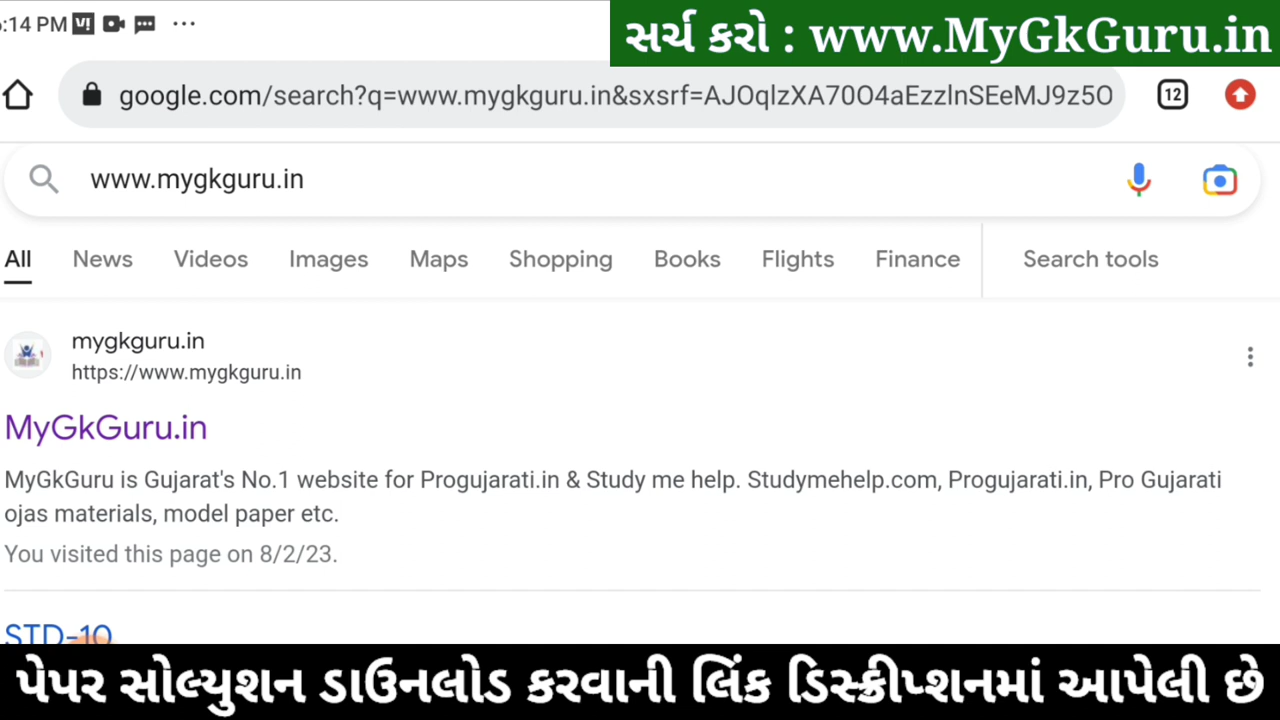 :14 PM
સર્ચ કરો : www.MyGkGuru.in
google.com/search?q=www.mygkguru.in&sxsrf=AJOqlzXA70O4aEzzlnSEeMJ9z5O
12
www.mygkguru.in
All News Videos Images Maps Shopping Books Flights Finance Search tools
mygkguru.in
https://www.mygkguru.in
MyGkGuru.in
MyGkGuru is Gujarat's No.1 website for Progujarati.in & Study me help. Studymehelp.com, Progujarati.in, Pro Gujarati
ojas materials, model paper etc.
You visited this page on 8/2/23.
STD-10
પેપર સોલ્યુશન ડાઉનલોડ કરવાની લિંક ડિસ્ક્રીપ્શનમાં આપેલી છે